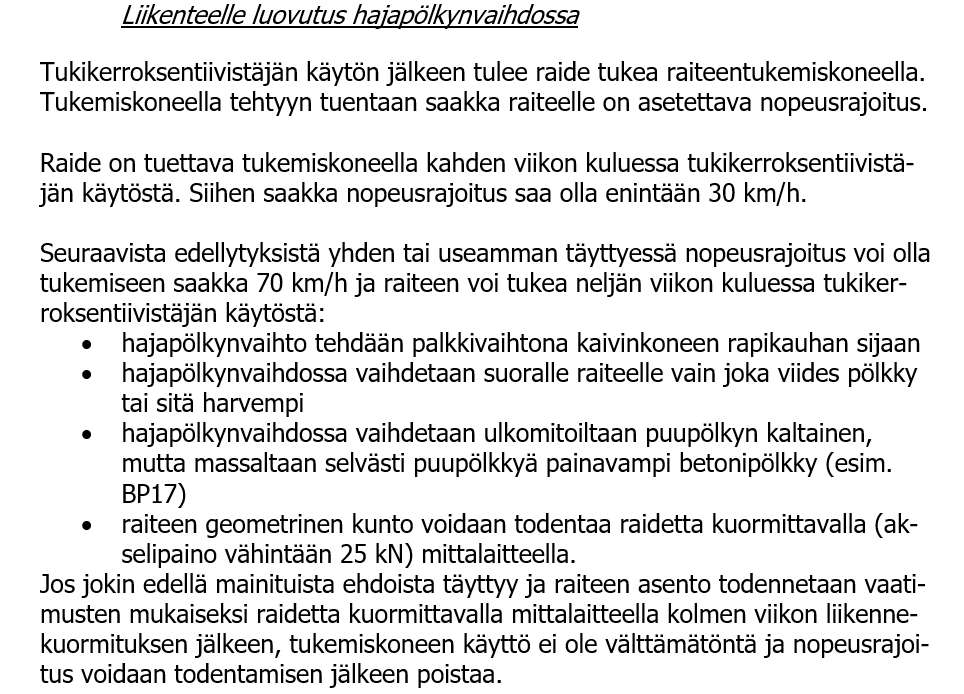 Liikenteelle luovutus hajapölkynvaihdossa
Tukikerroksentiivistäjän käytön jälkeen tulee raide tukea raiteentukemiskoneella.
Tukemiskoneella tehtyyn tuentaan saakka raiteelle on asetettava nopeusrajoitus.
Raide on tuettava tukemiskoneella kahden viikon kuluessa tukikerroksentiivistä-
jän käytöstä. Siihen saakka nopeusrajoitus saa olla enintään 30 km/h.
Seuraavista edellytyksistä yhden tai useamman täyttyessä nopeusrajoitus voi olla
tukemiseen saakka 70 km/h ja raiteen voi tukea neljän viikon kuluessa tukiker-
roksentiivistäjän käytöstä:
• hajapölkynvaihto tehdään palkkivaihtona kaivinkoneen rapikauhan sijaan
• hajapölkynvaihdossa vaihdetaan suoralle raiteelle vain joka viides pölkky
tai sitä harvempi
• hajapölkynvaihdossa vaihdetaan ulkomitoiltaan puupölkyn kaltainen,
mutta massaltaan selvästi puupölkkyä painavampi betonipölkky (esim.
BP17)
• raiteen geometrinen kunto voidaan todentaa raidetta kuormittavalla (ak-
selipaino vähintään 25 kN) mittalaitteella.
Jos jokin edellä mainituista ehdoista täyttyy ja raiteen asento todennetaan vaati-
musten mukaiseksi raidetta kuormittavalla mittalaitteella kolmen viikon liikenne-
kuormituksen jälkeen, tukemiskoneen käyttö ei ole välttämätöntä ja nopeusrajoi-
tus voidaan todentamisen jälkeen poistaa.